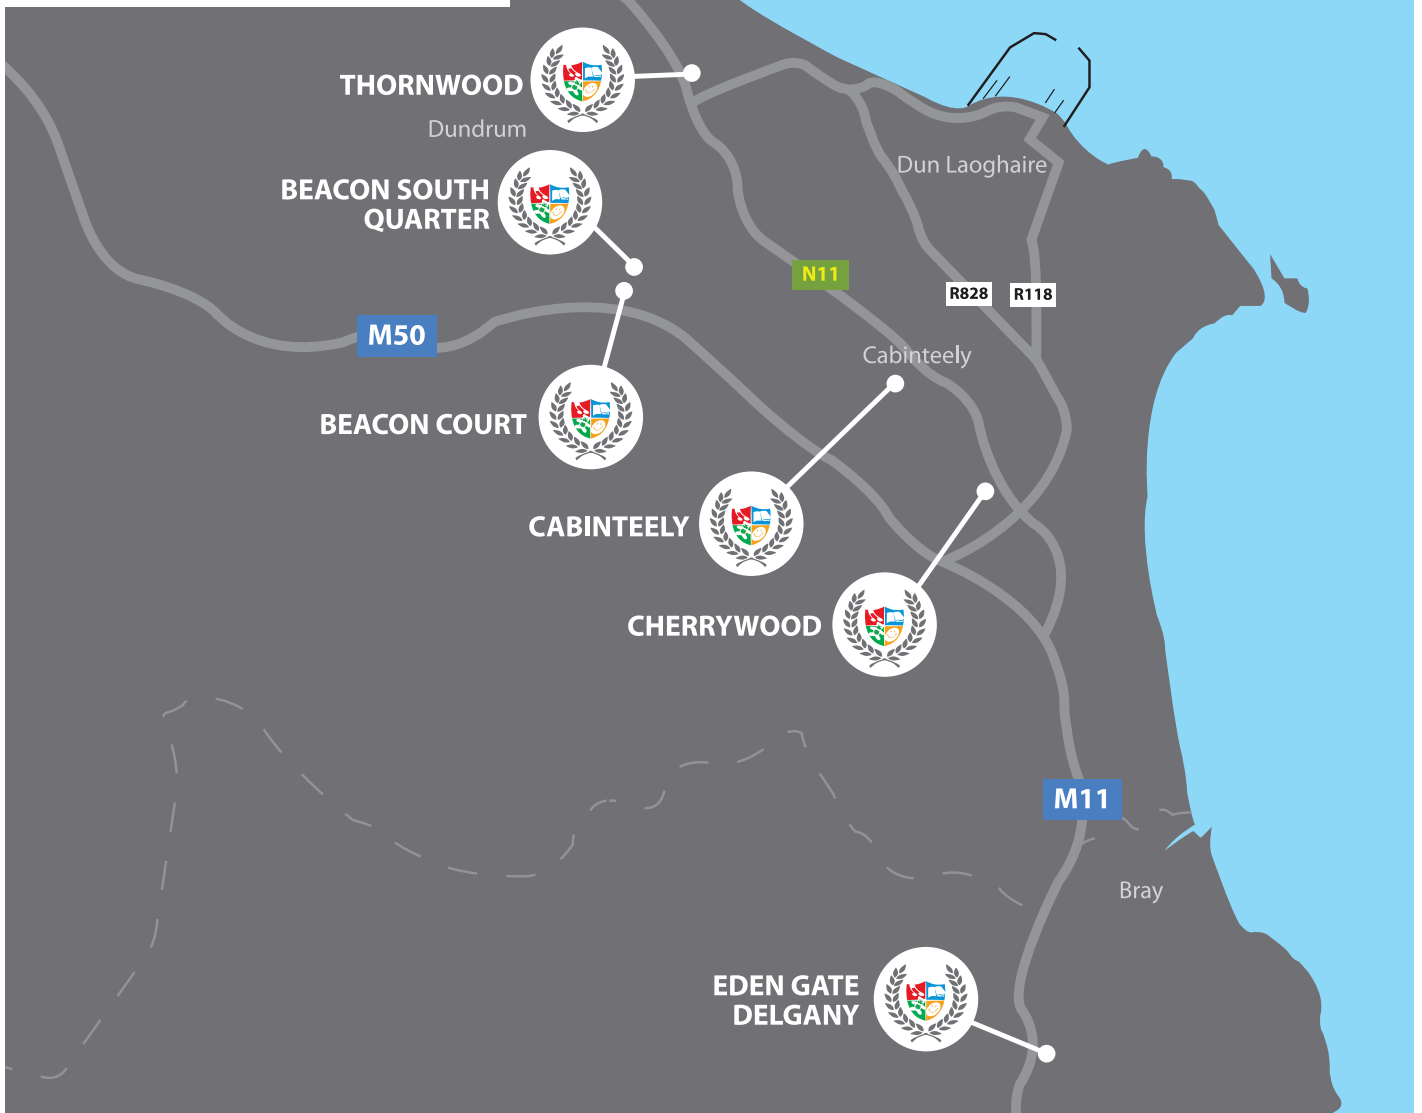 THORNWOOD
Dundrum
BEACON SOUTH
QUARTER
Dun Laoghaire
N11
R828
R118
M50
Cabinteely
BEACON COURT
CABINTEELY
CHERRYWOOD
M11
Bray
EDEN GATE
DELGANY